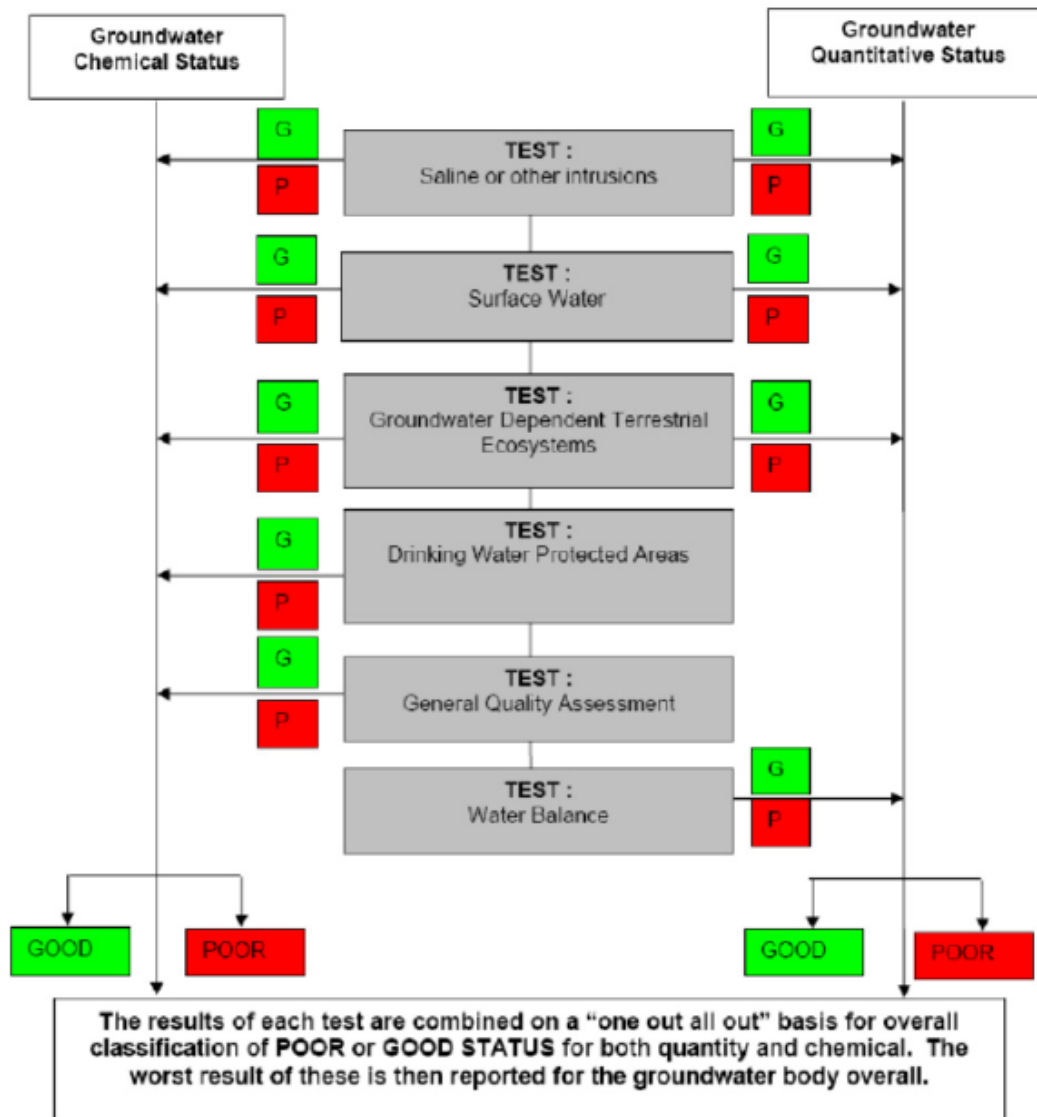 Groundwater
Chemical Status
Groundwater
Quantitative Status
G
P
TEST :
Saline or other intrusions
G
P
G
P
TEST :
Surface Water
G
P
G
P
TEST :
Groundwater Dependent Terrestrial
Ecosystems
G
P
G
P
TEST :
Drinking Water Protected Areas
G
P
TEST :
General Quality Assessment
TEST :
Water Balance
G
P
GOOD
POOR
GOOD
POOR
The results of each test are combined on a “one out all out” basis for overall
classification of POOR or GOOD STATUS for both quantity and chemical.  The
worst result of these is then reported for the groundwater body overall.